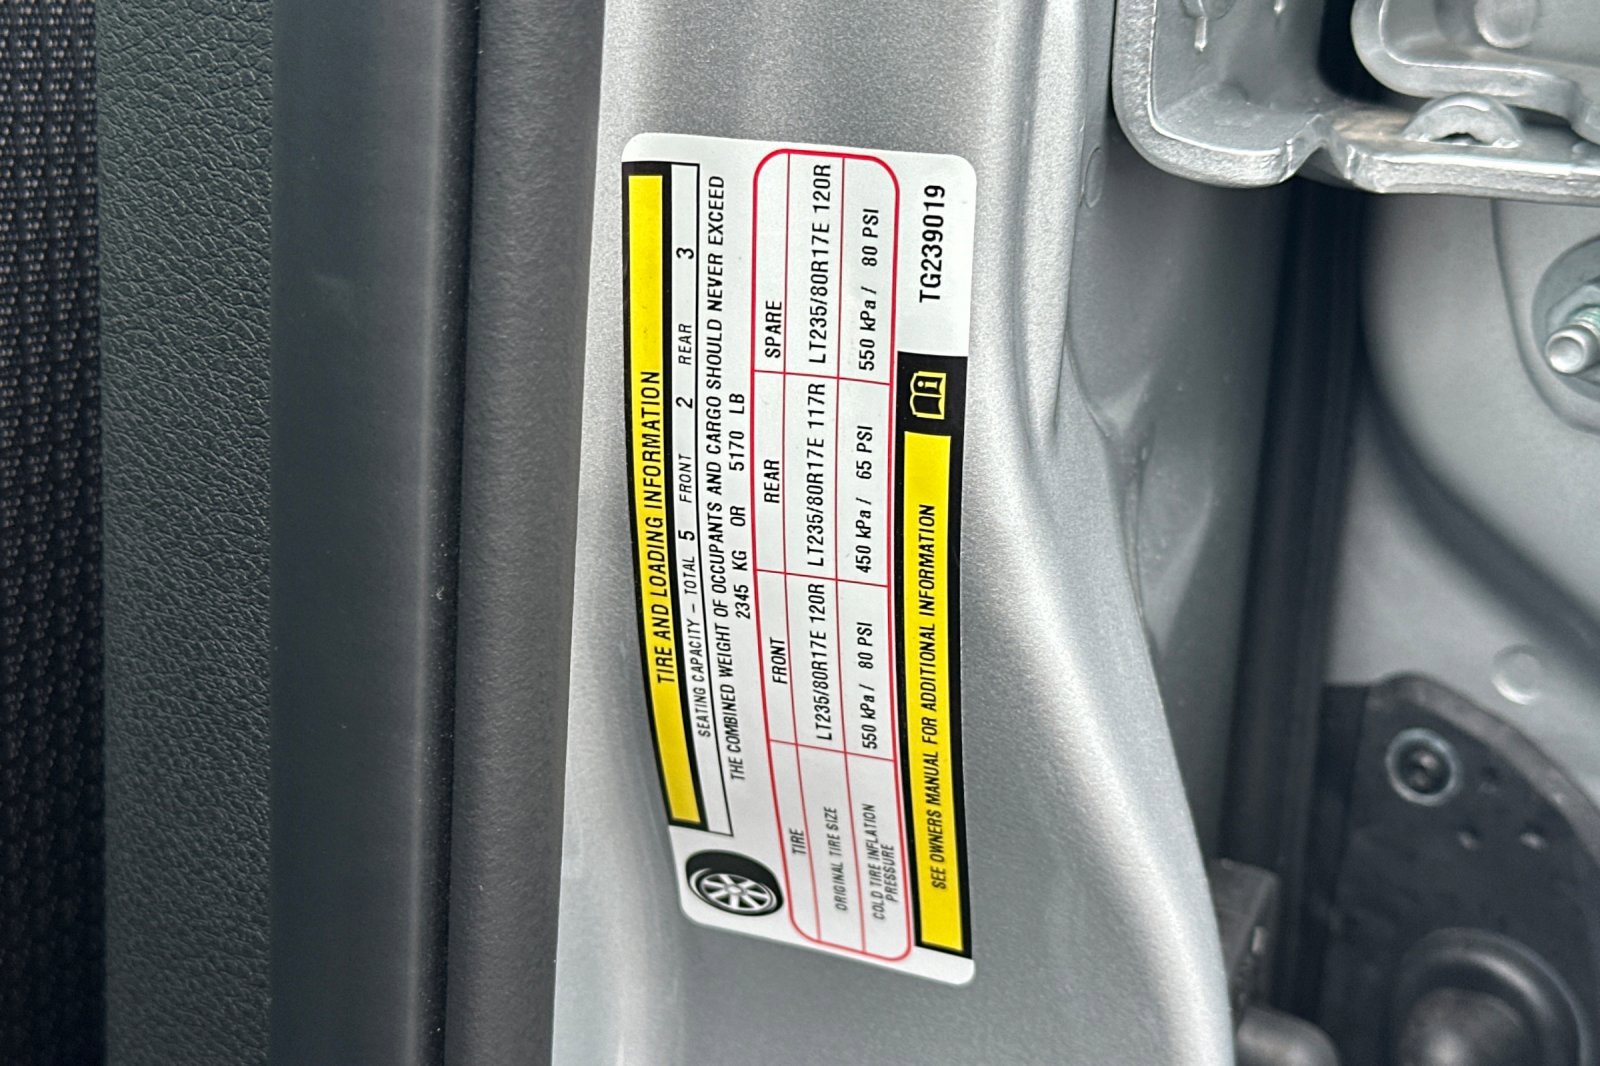 TIRE AND LOADING INFORMATION
SEATING CAPACITY – TOTAL 5 FRONT 2 REAR 3
THE COMBINED WEIGHT OF OCCUPANTS AND CARGO SHOULD NEVER EXCEED
2345 KG OR 5170 LB
TIRE FRONT REAR SPARE
ORIGINAL TIRE SIZE LT235/80R17E 120R LT235/80R17E 117R LT235/80R17E 120R
COLD TIRE INFLATION
PRESSURE 550 kPa / 80 PSI 450 kPa / 65 PSI 550 kPa / 80 PSI
SEE OWNERS MANUAL FOR ADDITIONAL INFORMATION
TG239019